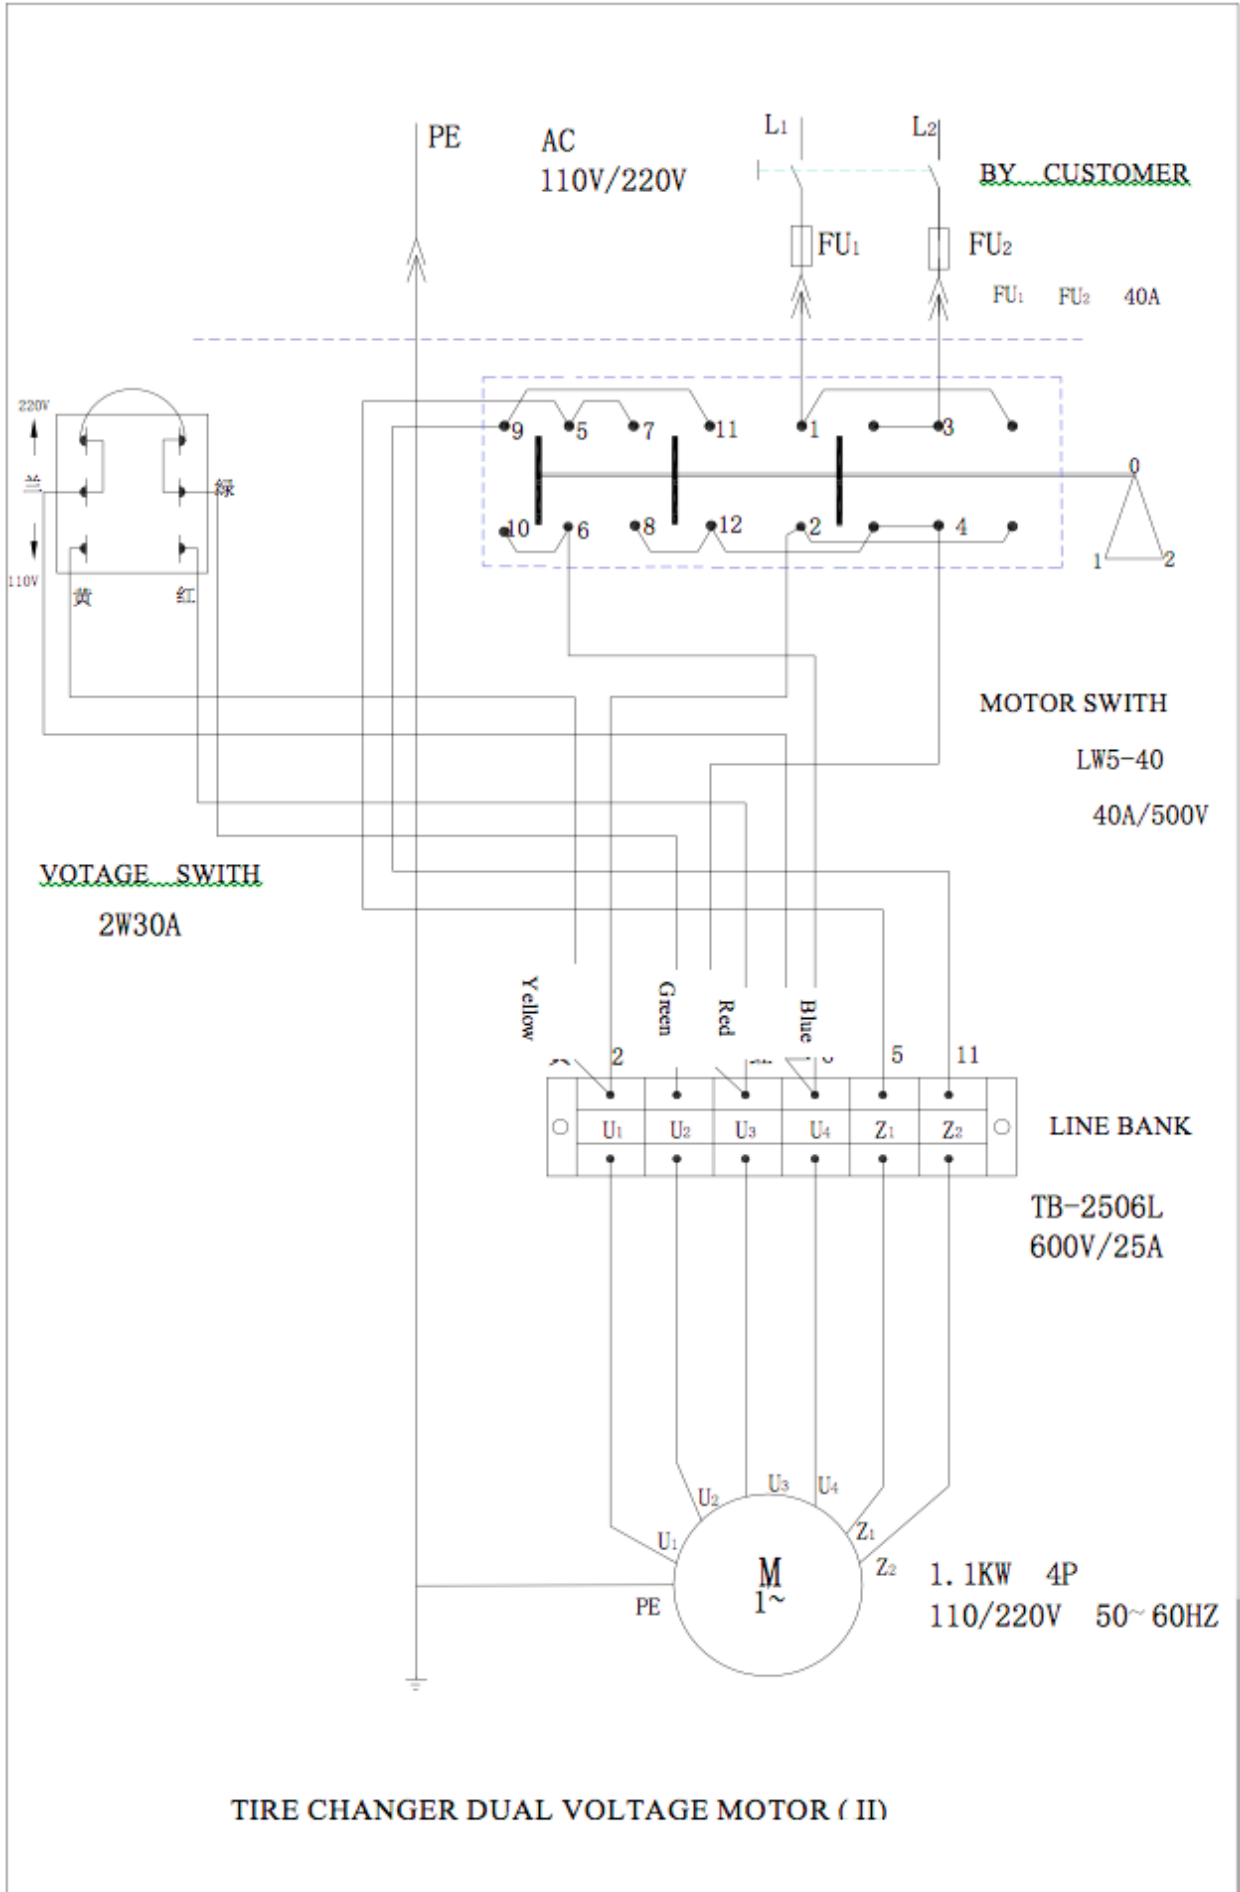 PE
AC
110V/220V
L1
L2
BY CUSTOMER
FU1
FU2
FU1 FU2 40A
220V
兰
绿
110V
黄
红
9
5
7
11
1
3
10
6
8
12
2
4
0
1
2
MOTOR SWITH
LW5-40
40A/500V
VOTAGE SWITH
2W30A
Yellow
Green
Red
Blue
2
5
11
U1
U2
U3
U4
Z1
Z2
LINE BANK
TB-2506L
600V/25A
U1
U2
U3
U4
Z1
Z2
PE
M
1~
1.1KW 4P
110/220V 50~60HZ
TIRE CHANGER DUAL VOLTAGE MOTOR ( II)